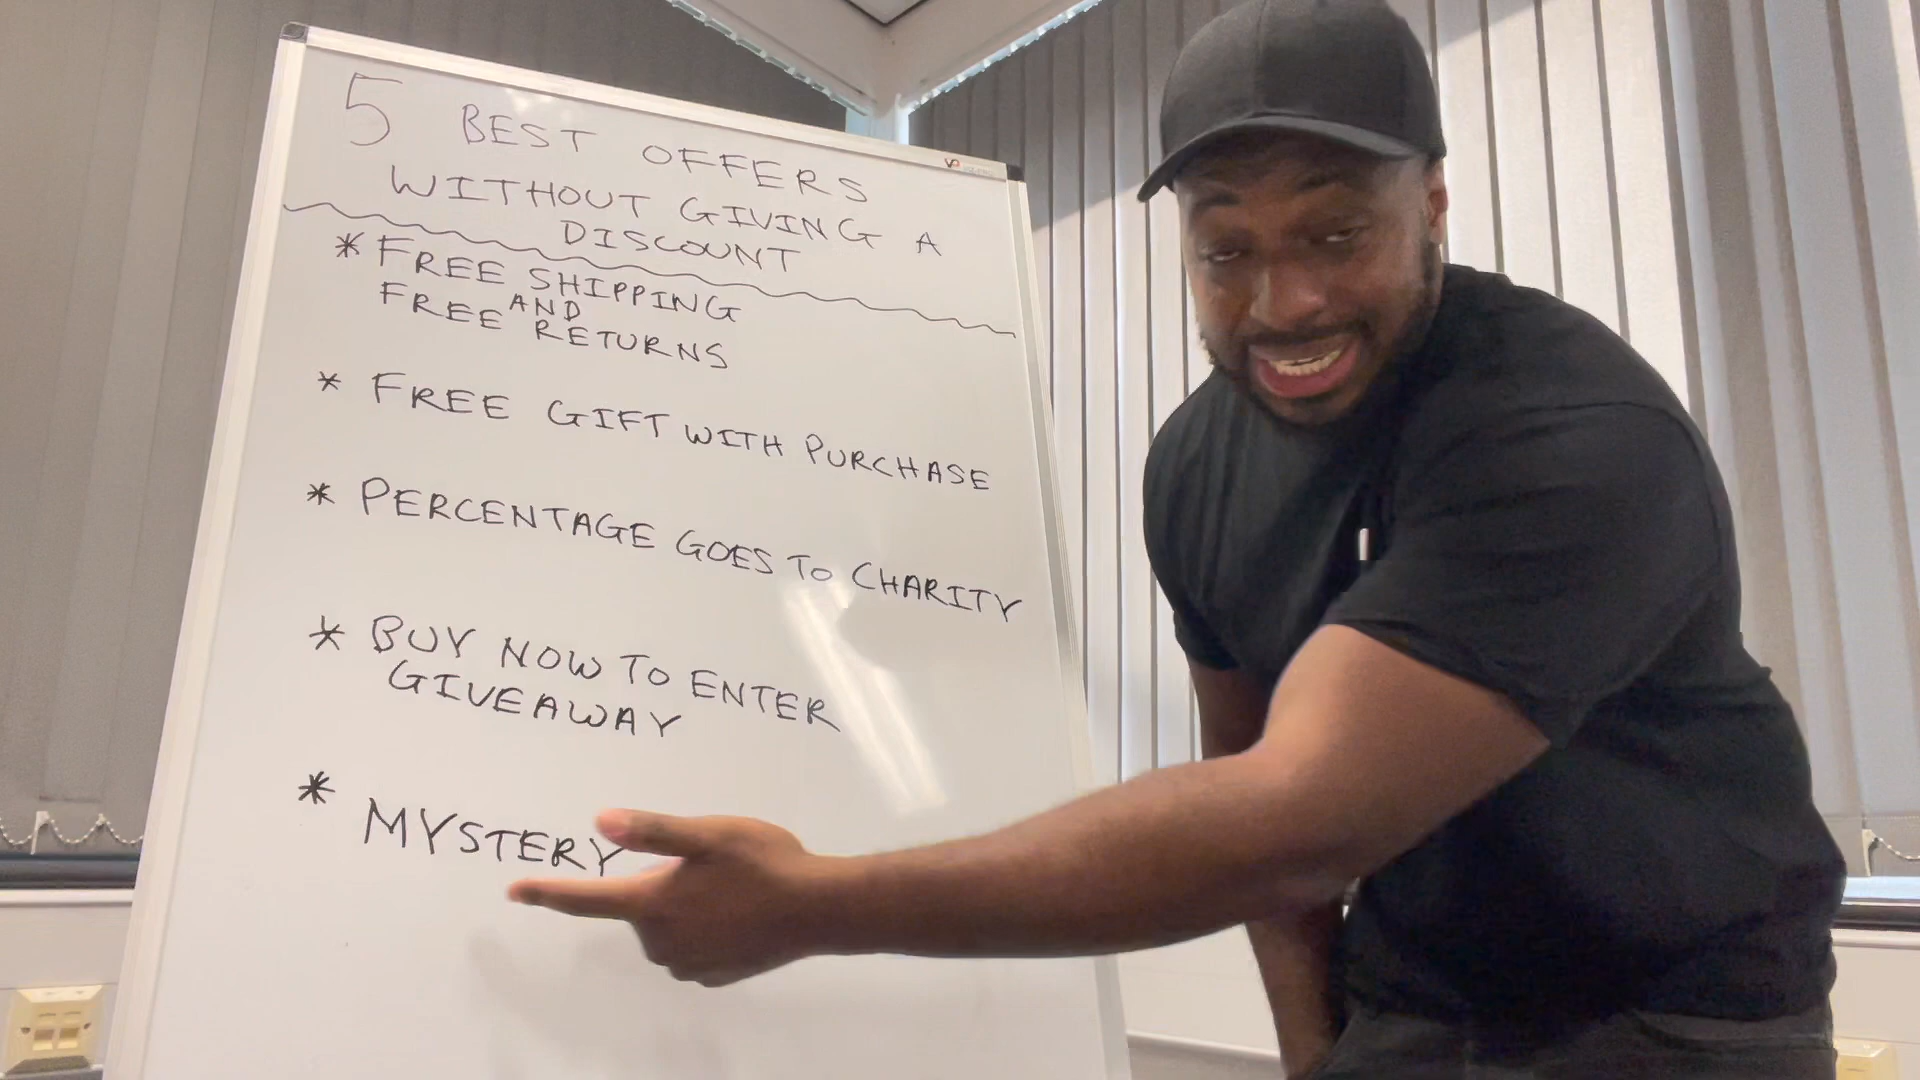 5 BEST OFFERS
WITHOUT GIVING A
DISCOUNT
* FREE SHIPPING
AND
FREE RETURNS
* FREE GIFT WITH PURCHASE
* PERCENTAGE GOES TO CHARITY
* BUY NOW TO ENTER
GIVEAWAY
* MYSTERY